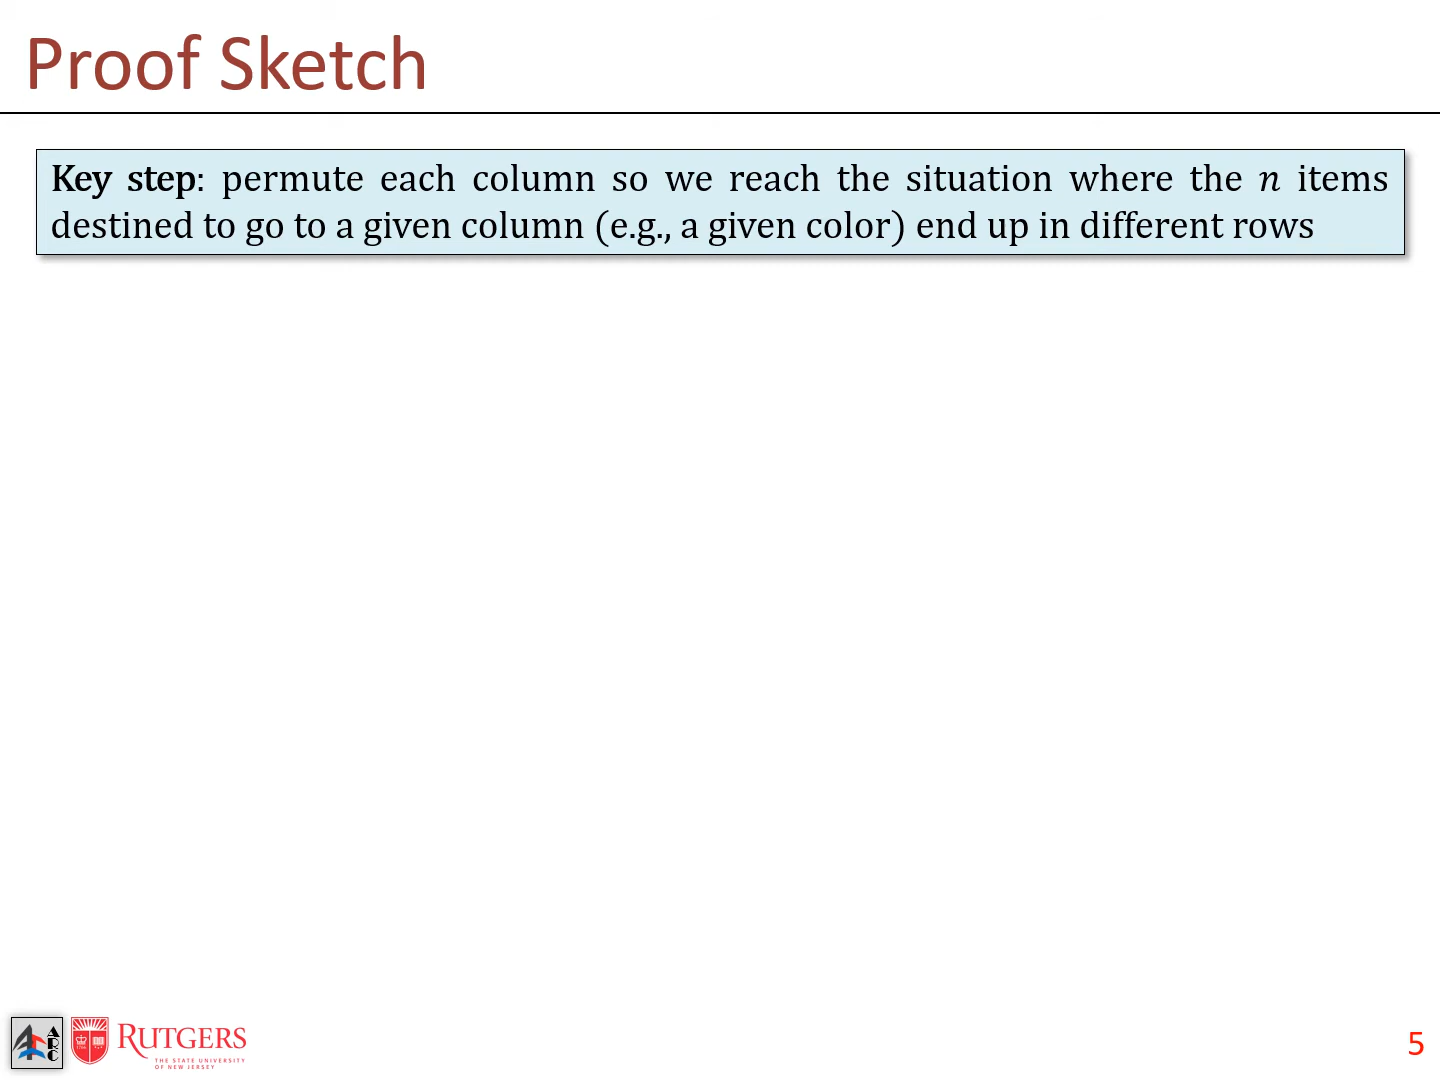 Proof Sketch
Key step: permute each column so we reach the situation where the n items
destined to go to a given column (e.g., a given color) end up in different rows
ARC
RUTGERS
THE STATE UNIVERSITY
OF NEW JERSEY
5